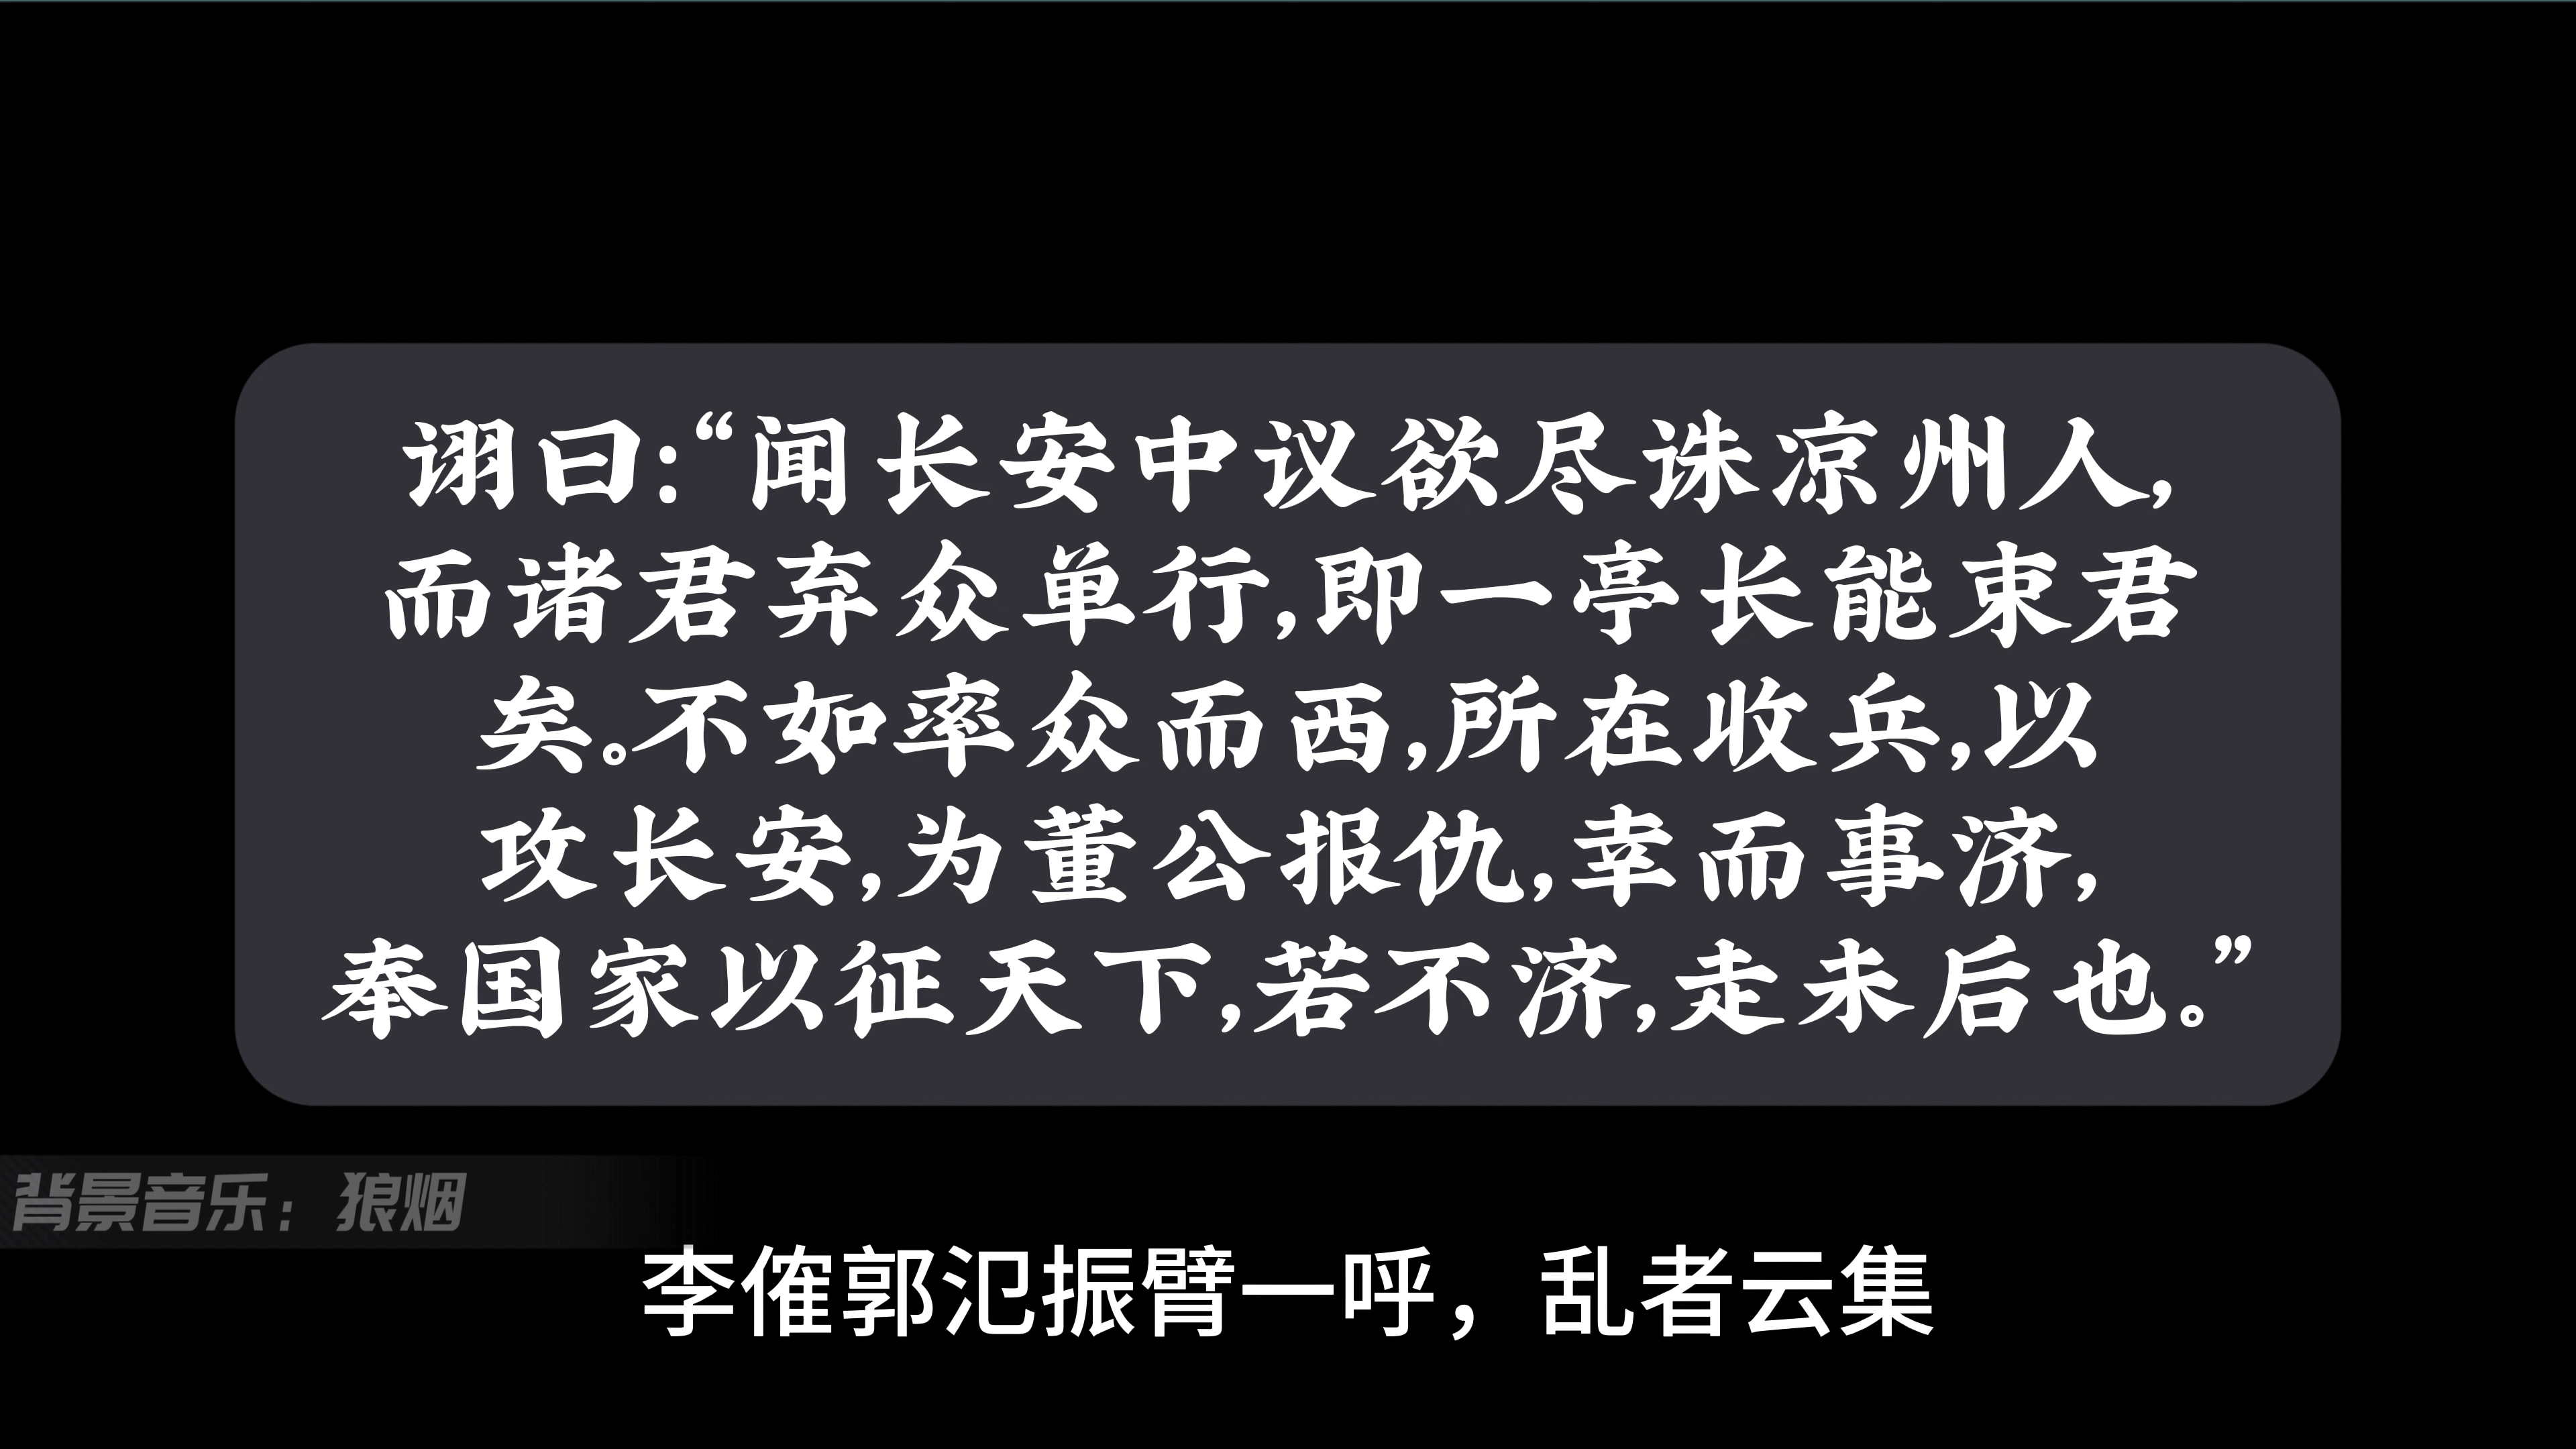 诩曰：“闻长安中议欲尽诛凉州人，
而诸君弃众单行，即一亭长能束君
矣。不如率众而西，所在收兵，以
攻长安，为董公报仇，幸而事济，
奉国家以征天下，若不济，走未后也。”
背景音乐：狼烟
李傕郭汜振臂一呼，乱者云集